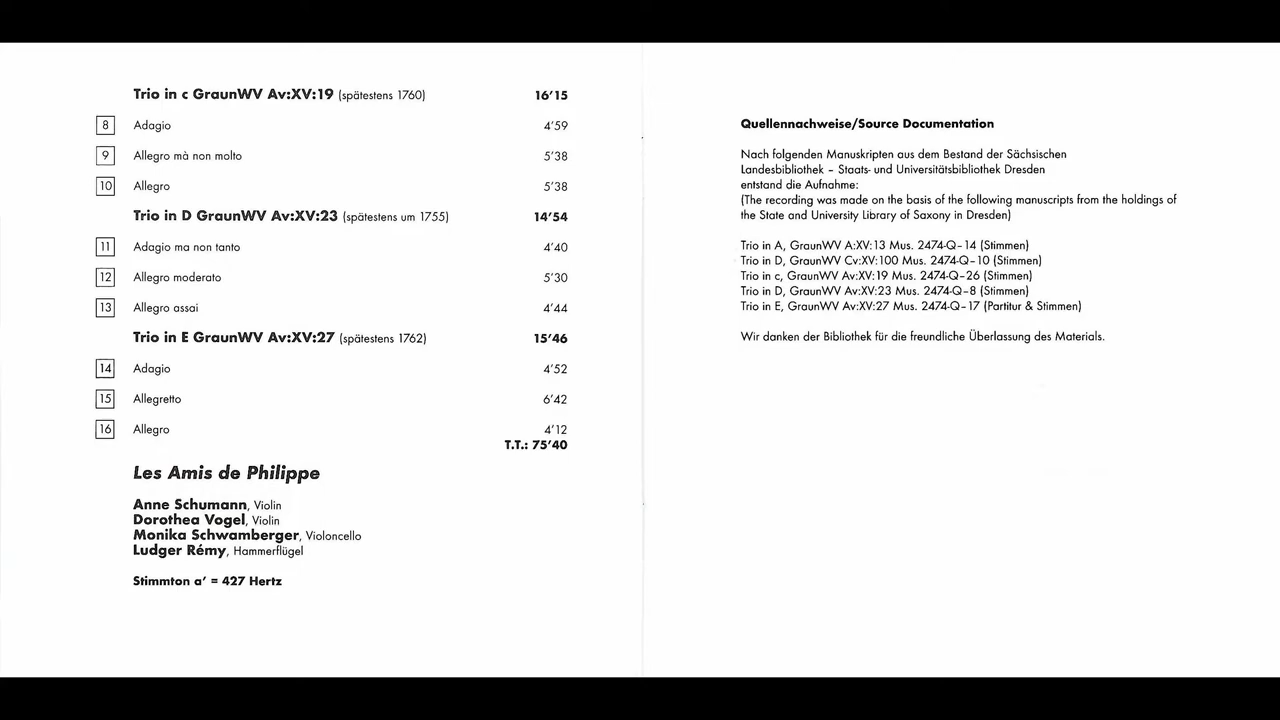 Trio in c GraunWV Av:XV:19 (spätestens 1760) 16'15
8 Adagio 4'59
9 Allegro mà non molto 5'38
10 Allegro 5'38
Trio in D GraunWV Av:XV:23 (spätestens um 1755) 14'54
11 Adagio ma non tanto 4'40
12 Allegro moderato 5'30
13 Allegro assai 4'44
Trio in E GraunWV Av:XV:27 (spätestens 1762) 15'46
14 Adagio 4'52
15 Allegretto 6'42
16 Allegro 4'12
T.T.: 75'40
Les Amis de Philippe
Anne Schumann, Violin
Dorothea Vogel, Violin
Monika Schwamberger, Violoncello
Ludger Rémy, Hammerflügel
Stimmton a' = 427 Hertz
Quellennachweise/Source Documentation
Nach folgenden Manuskripten aus dem Bestand der Sächsischen
Landesbibliothek – Staats- und Universitätsbibliothek Dresden
entstand die Aufnahme:
(The recording was made on the basis of the following manuscripts from the holdings of
the State and University Library of Saxony in Dresden)
Trio in A, GraunWV A:XV:13 Mus. 2474-Q–14 (Stimmen)
Trio in D, GraunWV Cv:XV:100 Mus. 2474-Q–10 (Stimmen)
Trio in c, GraunWV Av:XV:19 Mus. 2474-Q–26 (Stimmen)
Trio in D, GraunWV Av:XV:23 Mus. 2474-Q–8 (Stimmen)
Trio in E, GraunWV Av:XV:27 Mus. 2474-Q–17 (Partitur & Stimmen)
Wir danken der Bibliothek für die freundliche Überlassung des Materials.